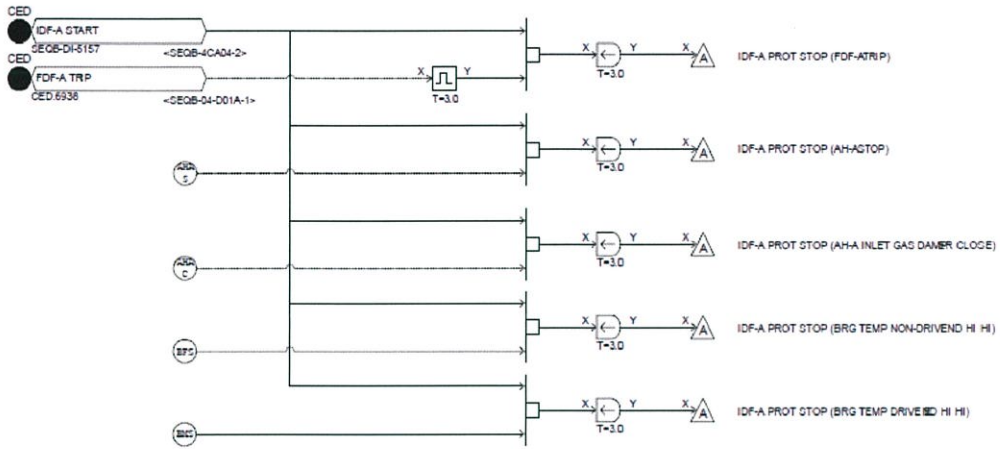 CED
IDF-A START
SEQB-DI-5157
<SEQB-4CA04-2>
CED
FDF-A TRP
CED.6936
<SEQB-04-D01A-1>
X Y
T=3.0
X Y
T=3.0
X
A
IDF-A PROT STOP (FDF-ATRIP)
X Y
T=3.0
X
A
IDF-A PROT STOP (AH-ASTOP)
S
X Y
T=3.0
X
A
IDF-A PROT STOP (AH-A INLET GAS DAMER CLOSE)
C
X Y
T=3.0
X
A
IDF-A PROT STOP (BRG TEMP NON-DRIVEND HI HI)
X Y
T=3.0
X
A
IDF-A PROT STOP (BRG TEMP HI HI)